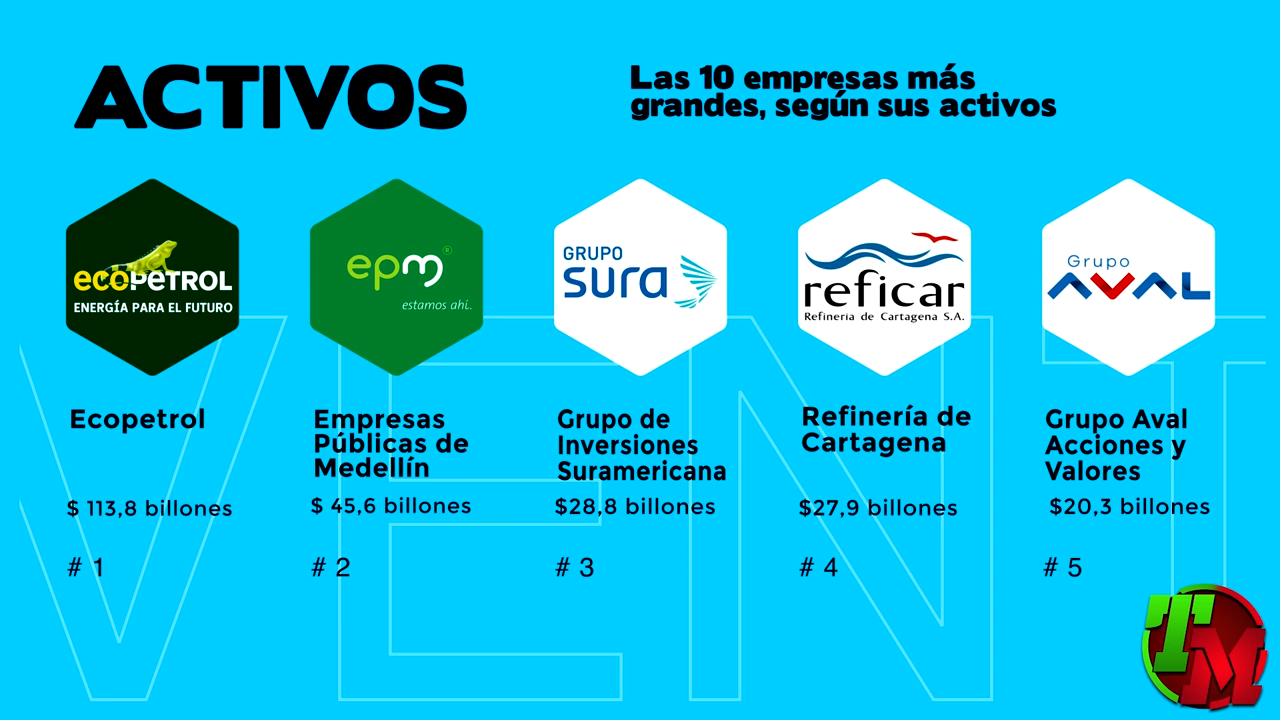 ACTIVOS
Las 10 empresas más
grandes, según sus activos
ecopetrol
ENERGÍA PARA EL FUTURO
epm®
estamos ahí..
GRUPO
sura
reficar
Refinería de Cartagena S.A.
Grupo
AVAL
Ecopetrol
$ 113,8 billones
# 1
Empresas
Públicas de
Medellín
$ 45,6 billones
# 2
Grupo de
Inversiones
Suramericana
$28,8 billones
# 3
Refinería de
Cartagena
$27,9 billones
# 4
Grupo Aval
Acciones y
Valores
$20,3 billones
# 5
VENT
TM